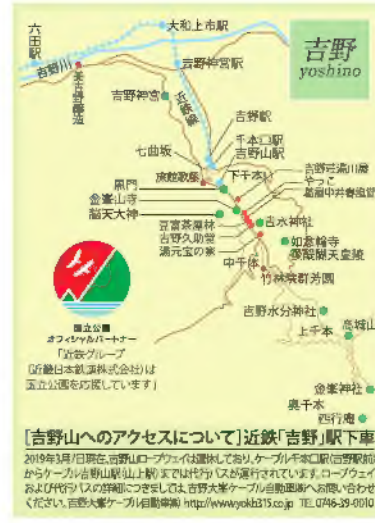 吉野
yoshino
大和上市駅
六田駅
吉野川
美吉野醸造
吉野神宮駅
吉野神宮
近鉄線
吉野駅
千本口駅
吉野山駅
七曲坂
下千本
吉野荘湯川屋
やっこ
黒門
金峯山寺
脳天大神
吉水神社
豆富茶屋林
吉野久助堂
湯元宝の家
如意輪寺
後醍醐天皇陵
中千本
竹林院群芳園
吉野水分神社
上千本
高城山
金峯神社
奥千本
西行庵
国立公園
オフィシャルパートナー
「近鉄グループ
(近畿日本鉄道株式会社)は
国立公園を応援しています」
[吉野山へのアクセスについて]近鉄「吉野」駅下車
2019年3月7日現在、吉野山ロープウェイは運休しており、ケーブル千本口駅(吉野駅前)
からケーブル吉野山駅(山上駅)までは代行バスが運行されています。ロープウェイ
および代行バスの詳細につきましては、吉野大峯ケーブル自動車㈱へお問い合わせ
ください。吉野大峯ケーブル自動車㈱ http://www.yokb315.co.jp TEL 0746-39-0010